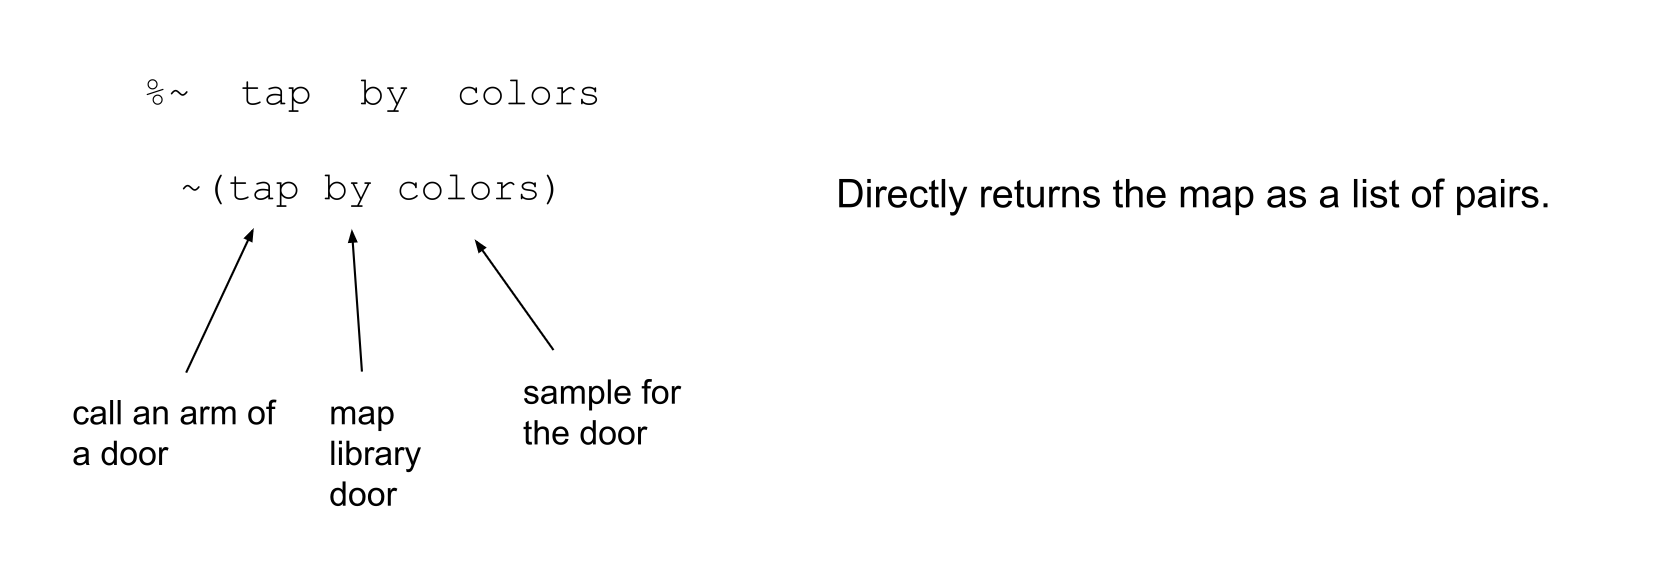 %~  tap  by  colors
~(tap by colors)
Directly returns the map as a list of pairs.
call an arm of
a door
map
library
door
sample for
the door